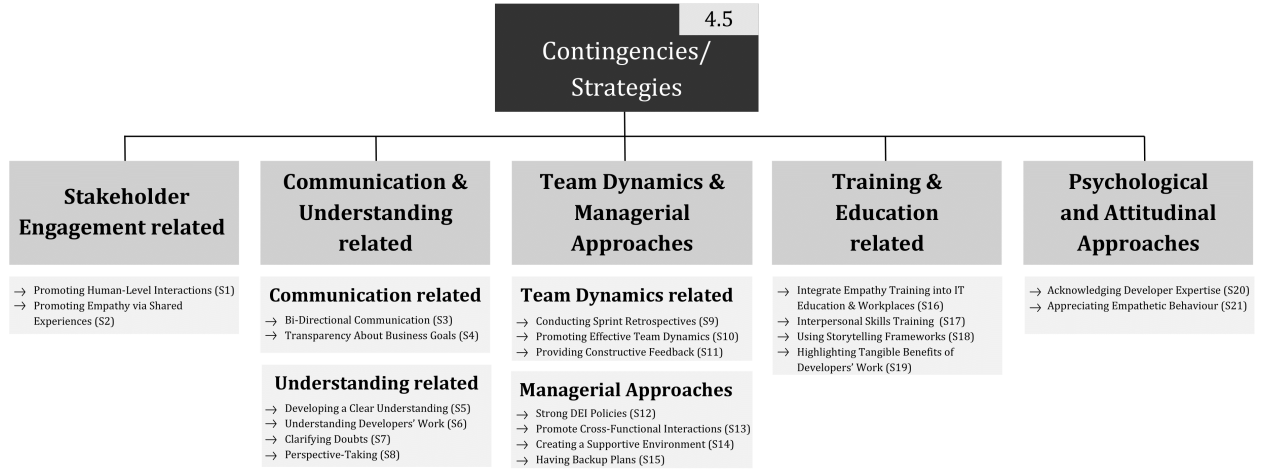 4.5
Contingencies/
Strategies
Stakeholder
Engagement related
→ Promoting Human-Level Interactions (S1)
→ Promoting Empathy via Shared
Experiences (S2)
Communication &
Understanding
related
Communication related
→ Bi-Directional Communication (S3)
→ Transparency About Business Goals (S4)
Understanding related
→ Developing a Clear Understanding (S5)
→ Understanding Developers' Work (S6)
→ Clarifying Doubts (S7)
→ Perspective-Taking (S8)
Team Dynamics &
Managerial
Approaches
Team Dynamics related
→ Conducting Sprint Retrospectives (S9)
→ Promoting Effective Team Dynamics (S10)
→ Providing Constructive Feedback (S11)
Managerial Approaches
→ Strong DEI Policies (S12)
→ Promote Cross-Functional Interactions (S13)
→ Creating a Supportive Environment (S14)
→ Having Backup Plans (S15)
Training &
Education
related
→ Integrate Empathy Training into IT
Education & Workplaces (S16)
→ Interpersonal Skills Training (S17)
→ Using Storytelling Frameworks (S18)
→ Highlighting Tangible Benefits of
Developers' Work (S19)
Psychological
and Attitudinal
Approaches
→ Acknowledging Developer Expertise (S20)
→ Appreciating Empathetic Behaviour (S21)